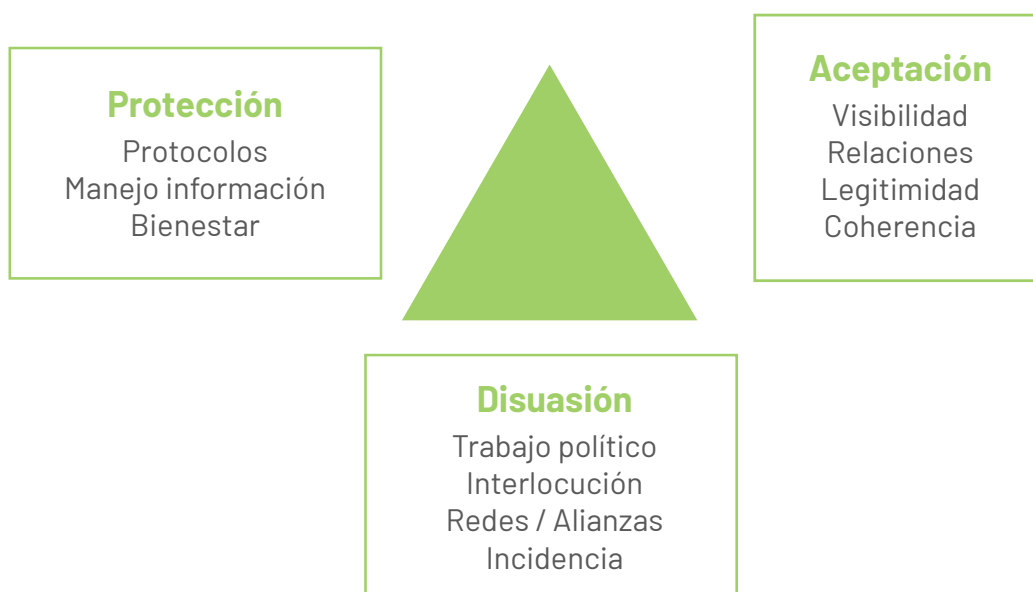 Protección
Protocolos
Manejo información
Bienestar
Aceptación
Visibilidad
Relaciones
Legitimidad
Coherencia
Disuasión
Trabajo político
Interlocución
Redes / Alianzas
Incidencia